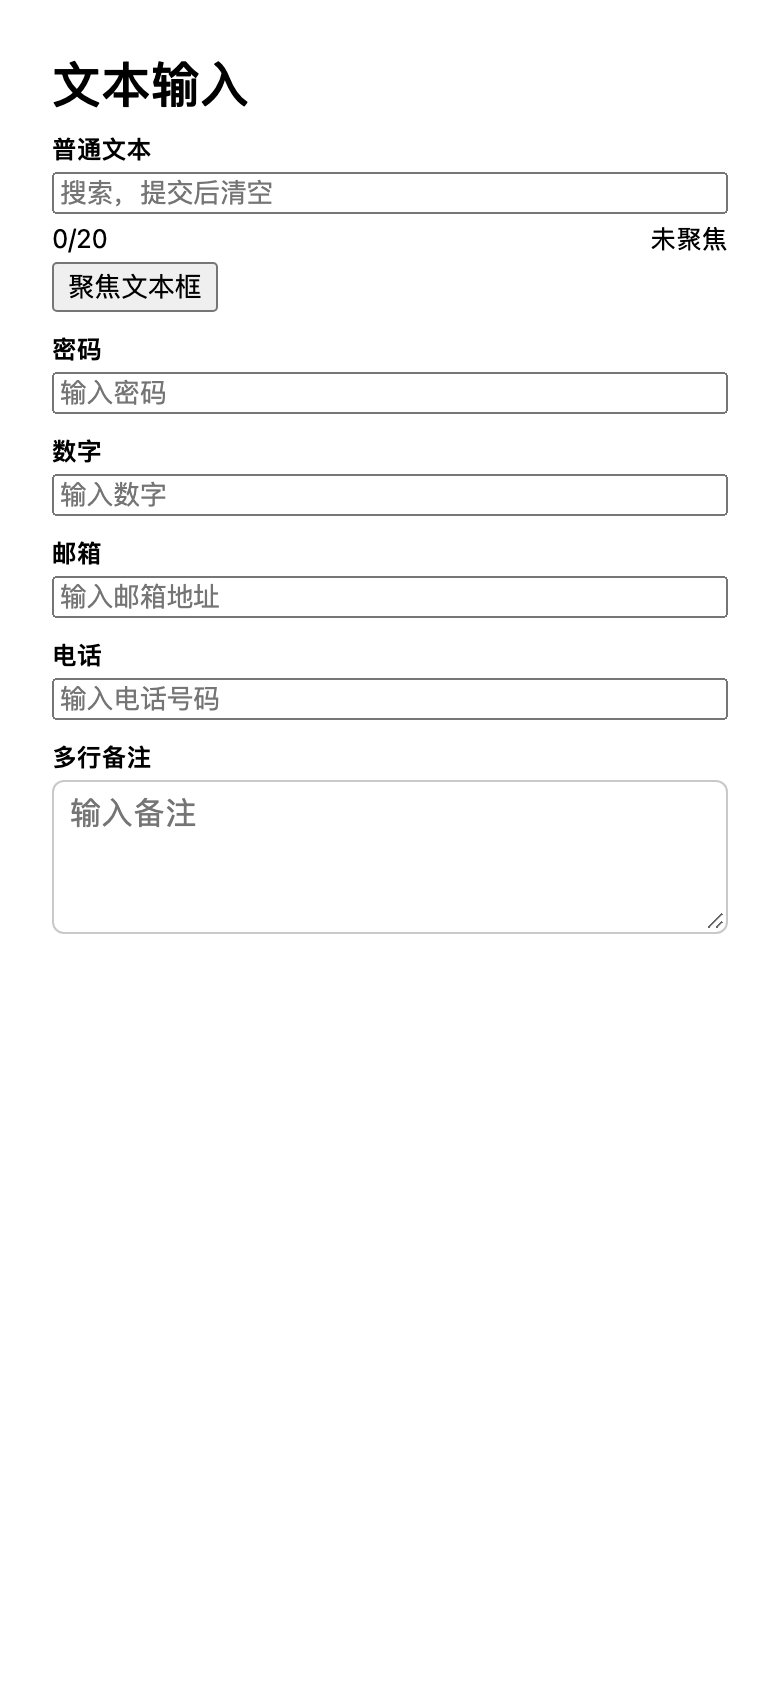 文本输入
普通文本
搜索，提交后清空
0/20 未聚焦
聚焦文本框
密码
输入密码
数字
输入数字
邮箱
输入邮箱地址
电话
输入电话号码
多行备注
输入备注